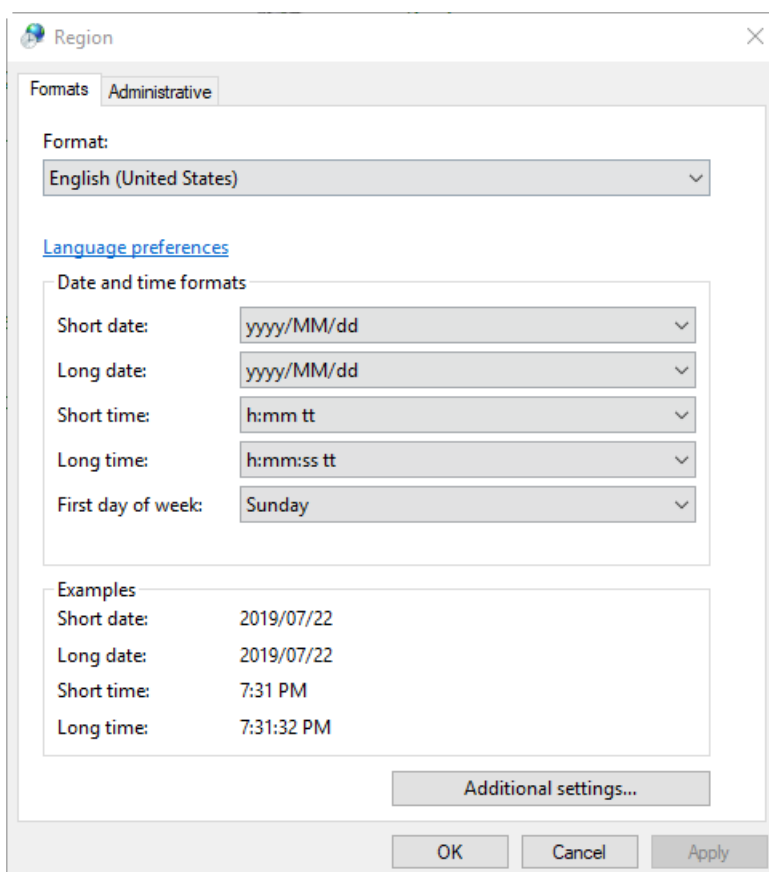 Region
Formats Administrative
Format:
English (United States)
Language preferences
Date and time formats
Short date: yyyy/MM/dd
Long date: yyyy/MM/dd
Short time: h:mm tt
Long time: h:mm:ss tt
First day of week: Sunday
Examples
Short date: 2019/07/22
Long date: 2019/07/22
Short time: 7:31 PM
Long time: 7:31:32 PM
Additional settings...
OK Cancel Apply